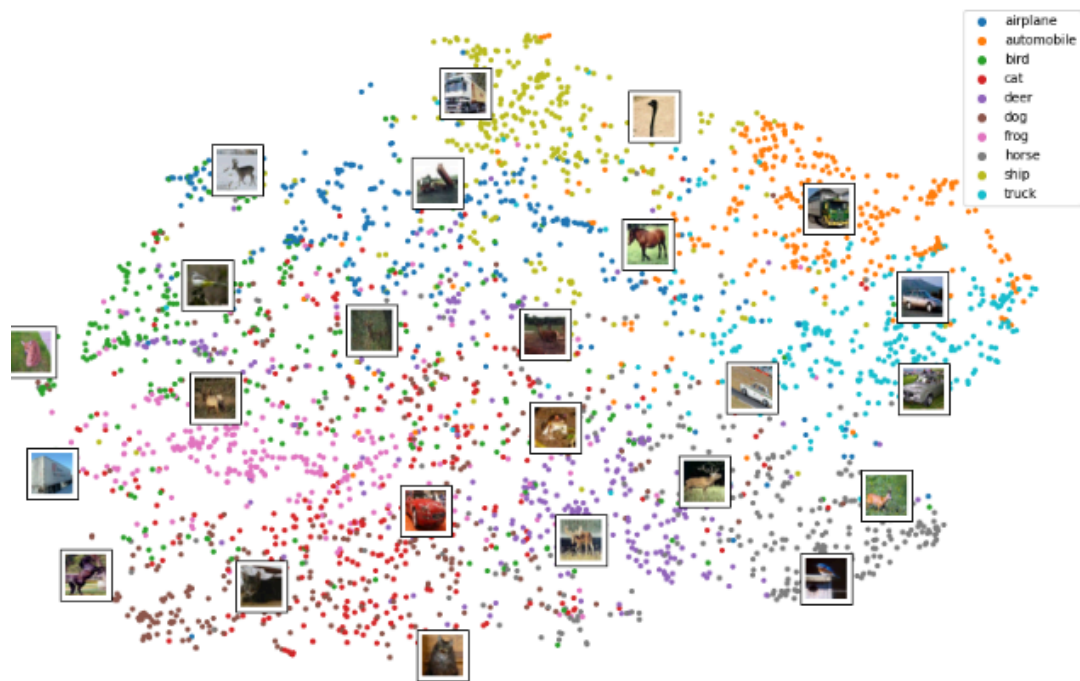 airplane
automobile
bird
cat
deer
dog
frog
horse
ship
truck